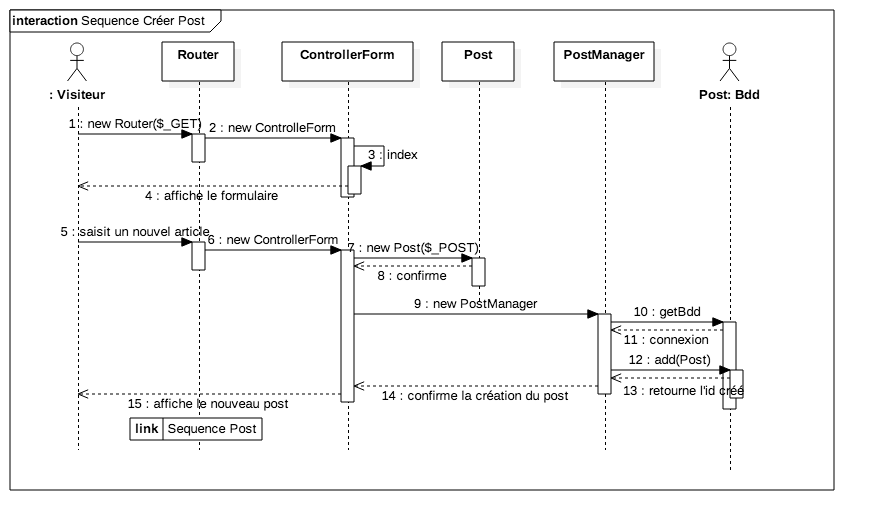 interaction Sequence Créer Post
Router
ControllerForm
Post
PostManager
: Visiteur
Post: Bdd
1 : new Router($_GET)
2 : new ControlleForm
3 : index
4 : affiche le formulaire
5 : saisit un nouvel article
6 : new ControllerForm
7 : new Post($_POST)
8 : confirme
9 : new PostManager
10 : getBdd
11 : connexion
12 : add(Post)
13 : retourne l'id créé
14 : confirme la création du post
15 : affiche le nouveau post
link Sequence Post